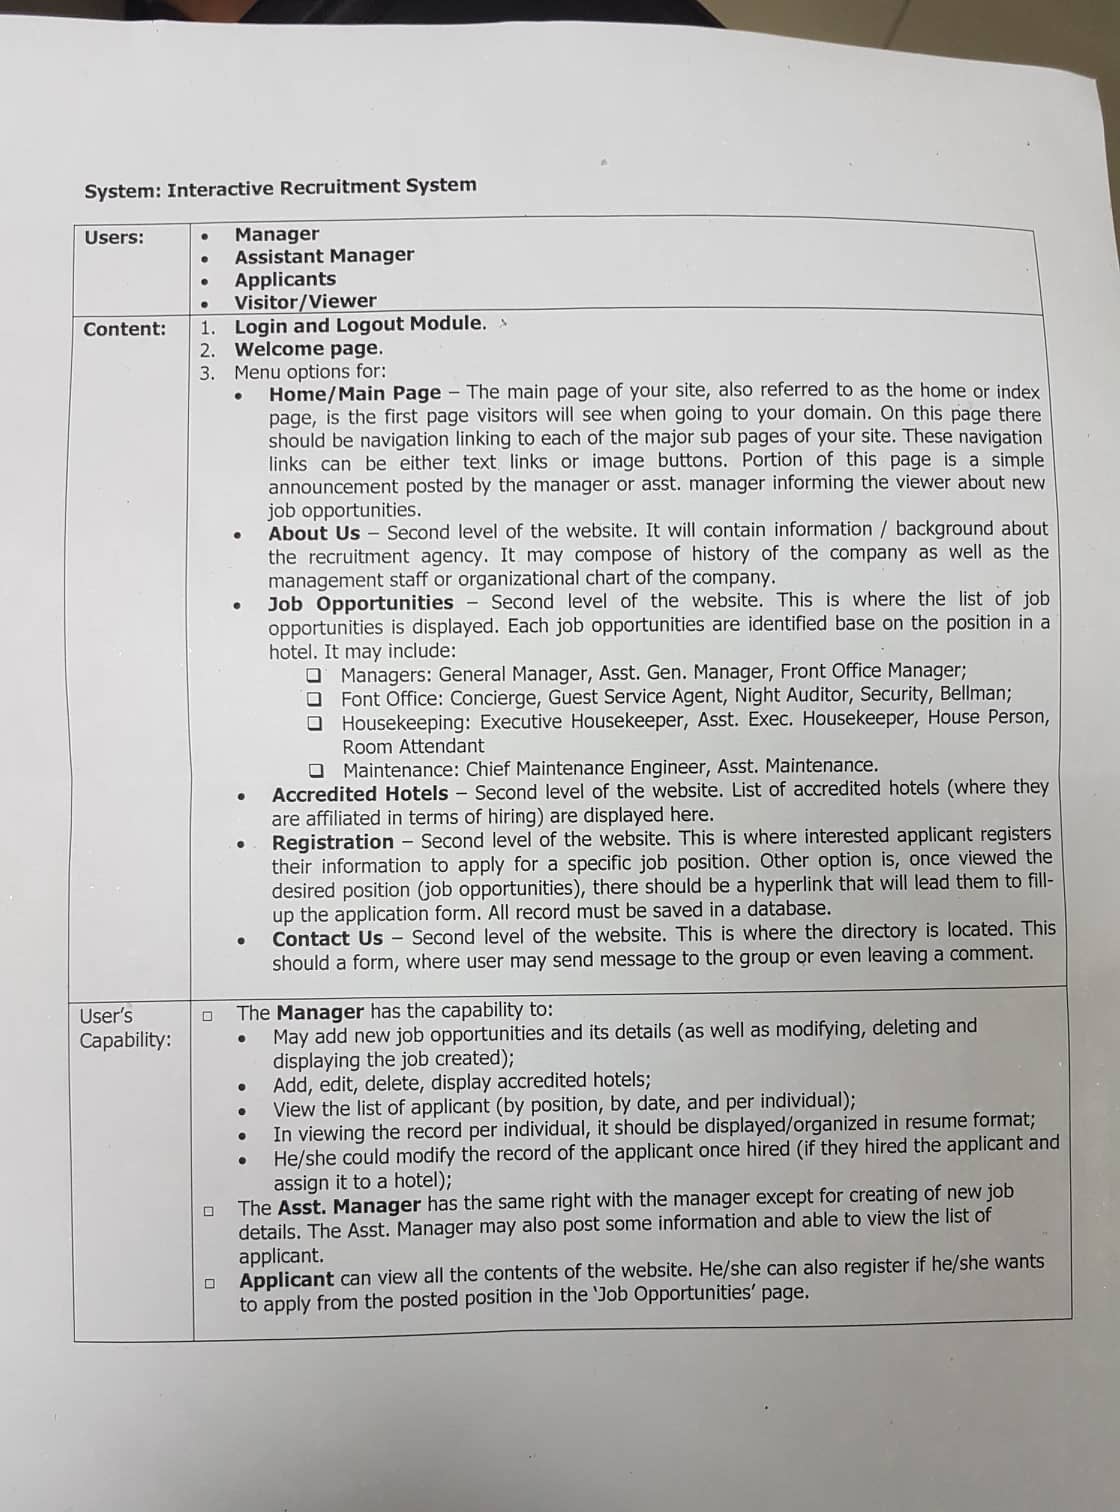 System: Interactive Recruitment System
Users:
• Manager
• Assistant Manager
• Applicants
• Visitor/Viewer
Content:
1. Login and Logout Module.
2. Welcome page.
3. Menu options for:
• Home/Main Page – The main page of your site, also referred to as the home or index
page, is the first page visitors will see when going to your domain. On this page there
should be navigation linking to each of the major sub pages of your site. These navigation
links can be either text links or image buttons. Portion of this page is a simple
announcement posted by the manager or asst. manager informing the viewer about new
job opportunities.
• About Us – Second level of the website. It will contain information / background about
the recruitment agency. It may compose of history of the company as well as the
management staff or organizational chart of the company.
• Job Opportunities – Second level of the website. This is where the list of job
opportunities is displayed. Each job opportunities are identified base on the position in a
hotel. It may include:
❑ Managers: General Manager, Asst. Gen. Manager, Front Office Manager;
❑ Font Office: Concierge, Guest Service Agent, Night Auditor, Security, Bellman;
❑ Housekeeping: Executive Housekeeper, Asst. Exec. Housekeeper, House Person,
Room Attendant
❑ Maintenance: Chief Maintenance Engineer, Asst. Maintenance.
• Accredited Hotels – Second level of the website. List of accredited hotels (where they
are affiliated in terms of hiring) are displayed here.
• Registration – Second level of the website. This is where interested applicant registers
their information to apply for a specific job position. Other option is, once viewed the
desired position (job opportunities), there should be a hyperlink that will lead them to fill-
up the application form. All record must be saved in a database.
• Contact Us – Second level of the website. This is where the directory is located. This
should a form, where user may send message to the group or even leaving a comment.
User's
Capability:
□ The Manager has the capability to:
• May add new job opportunities and its details (as well as modifying, deleting and
displaying the job created);
• Add, edit, delete, display accredited hotels;
• View the list of applicant (by position, by date, and per individual);
• In viewing the record per individual, it should be displayed/organized in resume format;
• He/she could modify the record of the applicant once hired (if they hired the applicant and
assign it to a hotel);
□ The Asst. Manager has the same right with the manager except for creating of new job
details. The Asst. Manager may also post some information and able to view the list of
applicant.
□ Applicant can view all the contents of the website. He/she can also register if he/she wants
to apply from the posted position in the 'Job Opportunities' page.